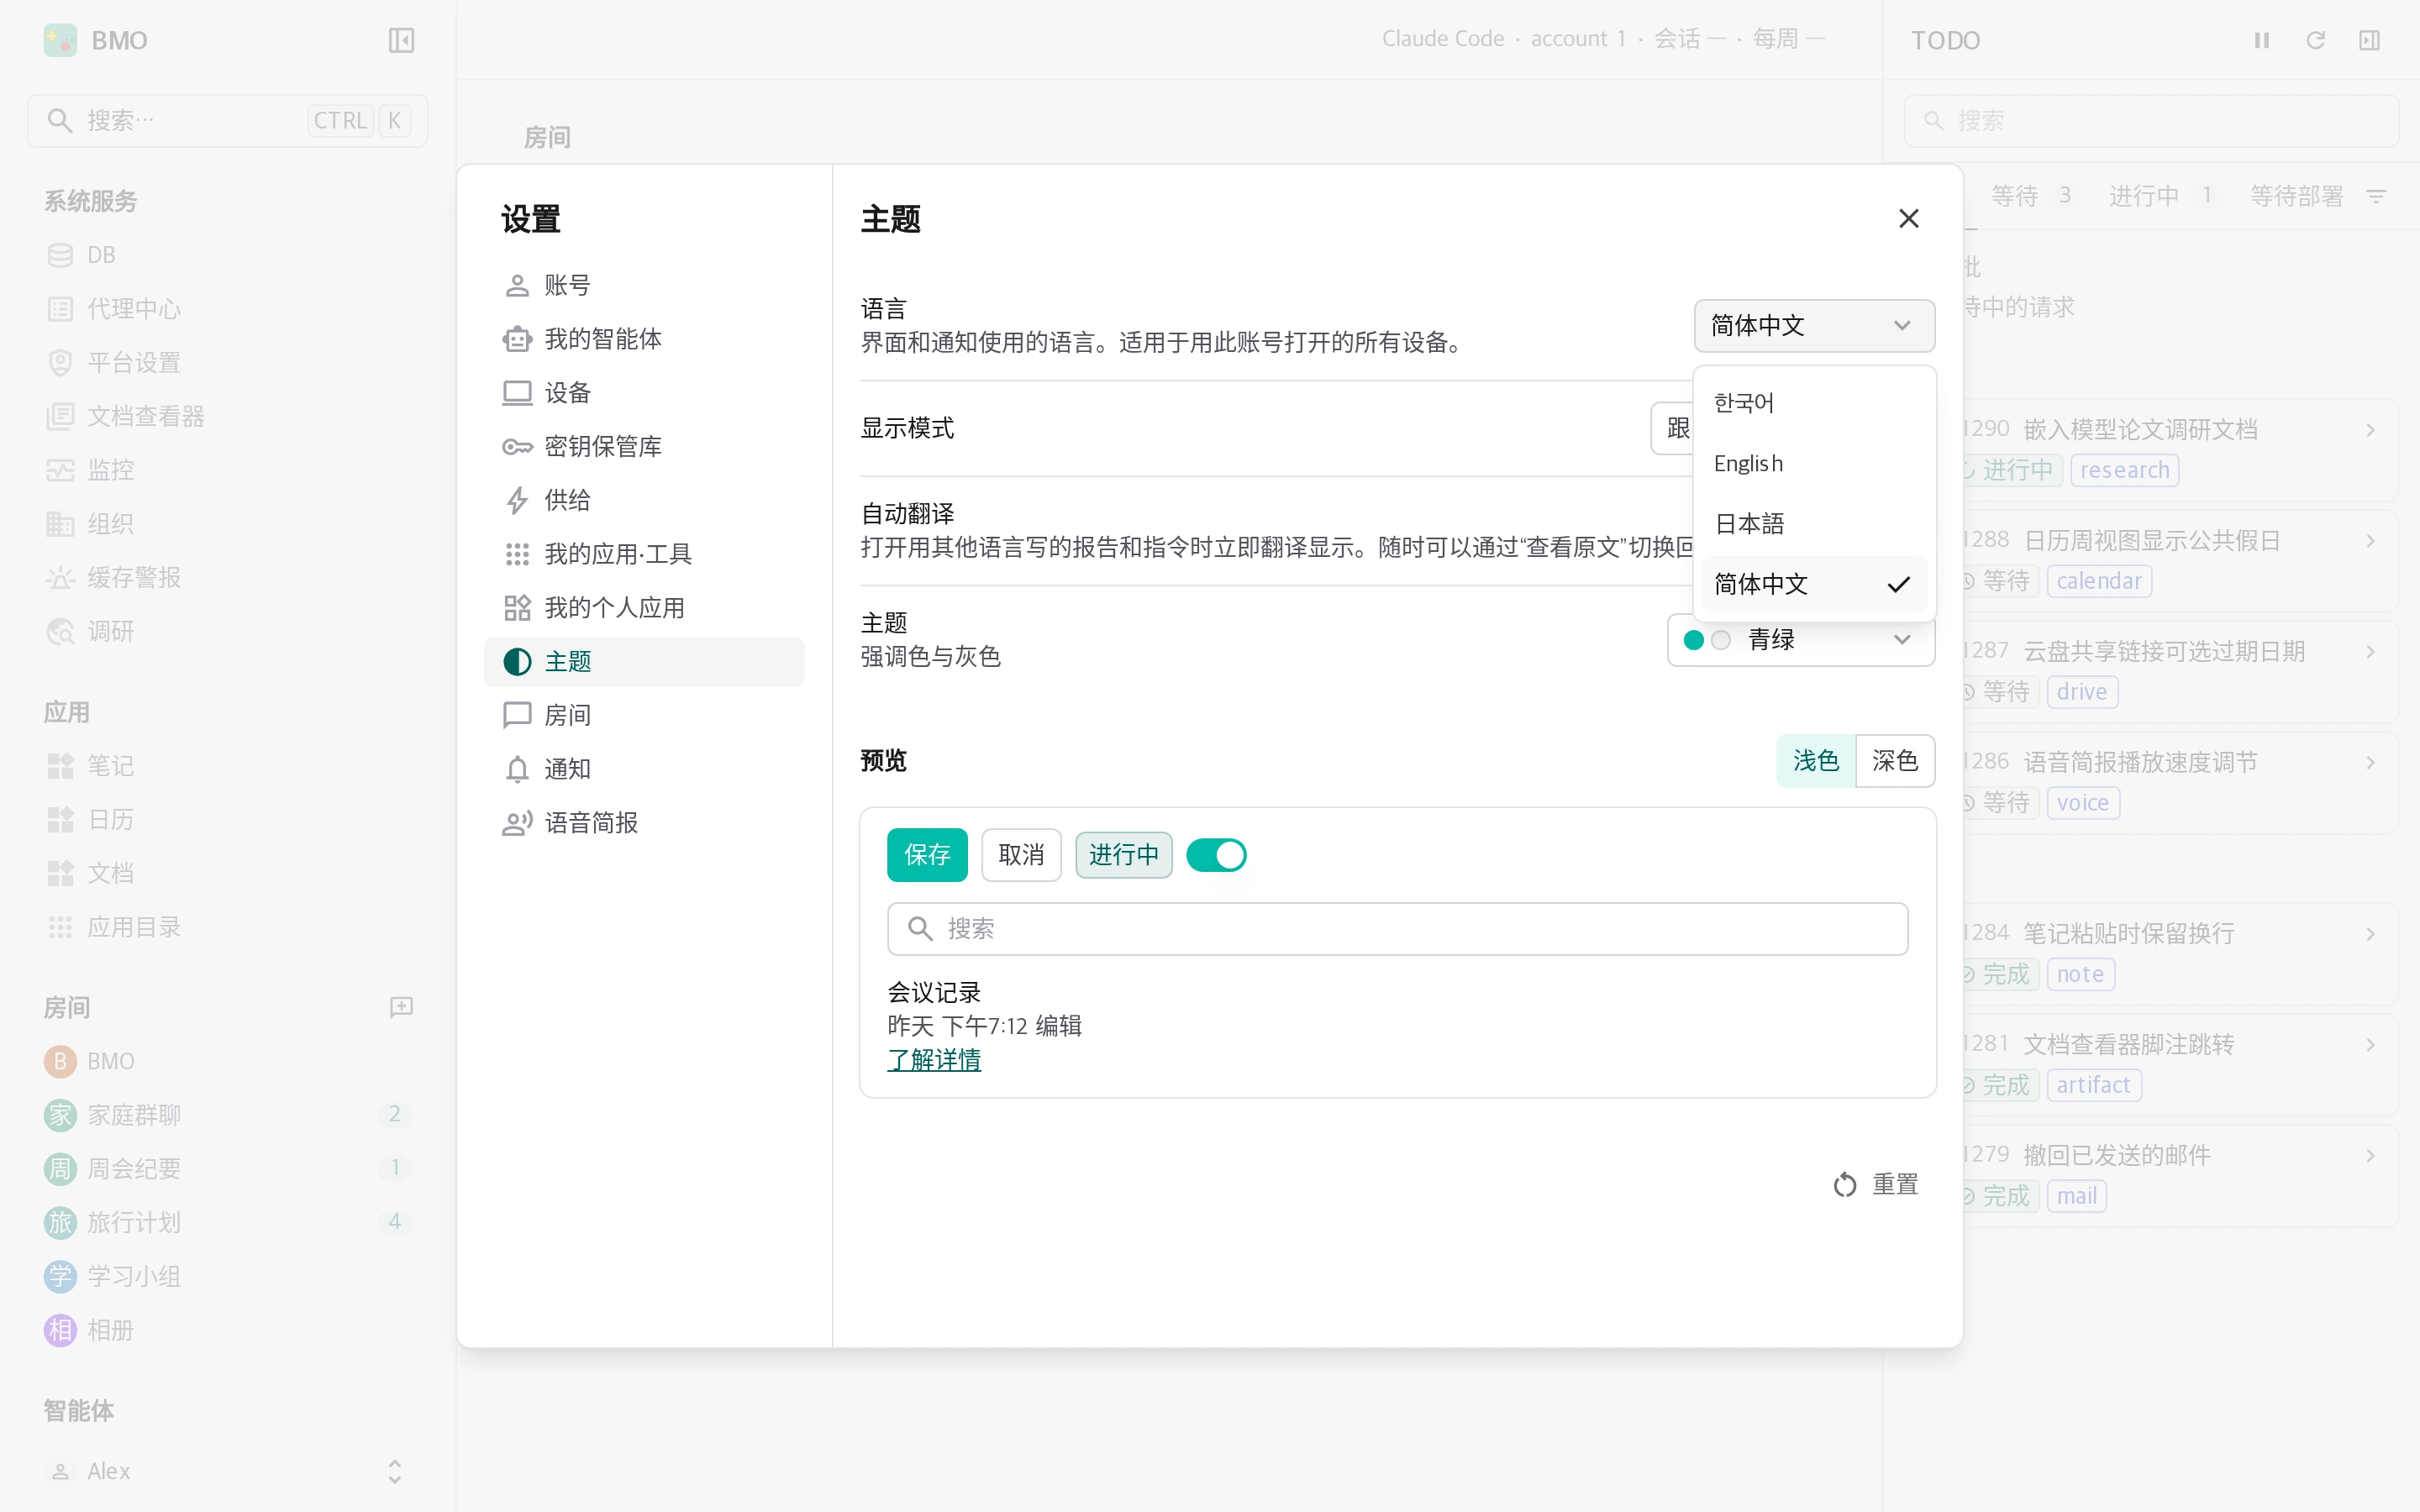 BMO
搜索…
CTRL K
系统服务
DB
代理中心
平台设置
文档查看器
监控
组织
缓存警报
调研
应用
笔记
日历
文档
应用目录
房间
B BMO
家 家庭群聊 2
周 周会纪要 1
旅 旅行计划 4
学 学习小组
相 相册
智能体
Alex
Claude Code · account 1 · 会话 — · 每周 —
房间
设置
账号
我的智能体
设备
密钥保管库
供给
我的应用·工具
我的个人应用
主题
房间
通知
语音简报
主题
语言
界面和通知使用的语言。适用于用此账号打开的所有设备。
简体中文
한국어
English
日本語
简体中文
显示模式
跟
自动翻译
打开用其他语言写的报告和指令时立即翻译显示。随时可以通过“查看原文”切换回
主题
强调色与灰色
青绿
预览
浅色 深色
保存 取消 进行中
搜索
会议记录
昨天 下午7:12 编辑
了解详情
重置
TODO
搜索
等待 3 进行中 1 等待部署
批
待中的请求
1290 嵌入模型论文调研文档
进行中 research
1288 日历周视图显示公共假日
等待 calendar
1287 云盘共享链接可选过期日期
等待 drive
1286 语音简报播放速度调节
等待 voice
1284 笔记粘贴时保留换行
完成 note
1281 文档查看器脚注跳转
完成 artifact
1279 撤回已发送的邮件
完成 mail